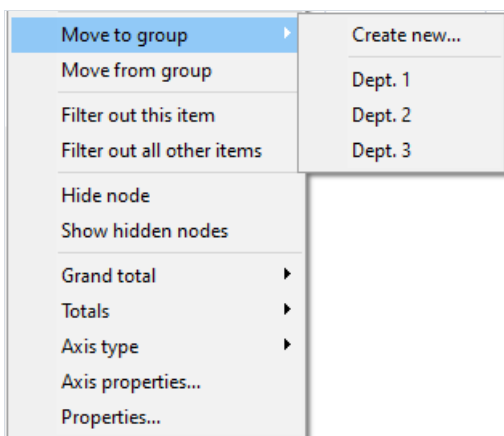 Move to group
Create new...
Move from group
Dept. 1
Filter out this item
Dept. 2
Filter out all other items
Dept. 3
Hide node
Show hidden nodes
Grand total
Totals
Axis type
Axis properties...
Properties...